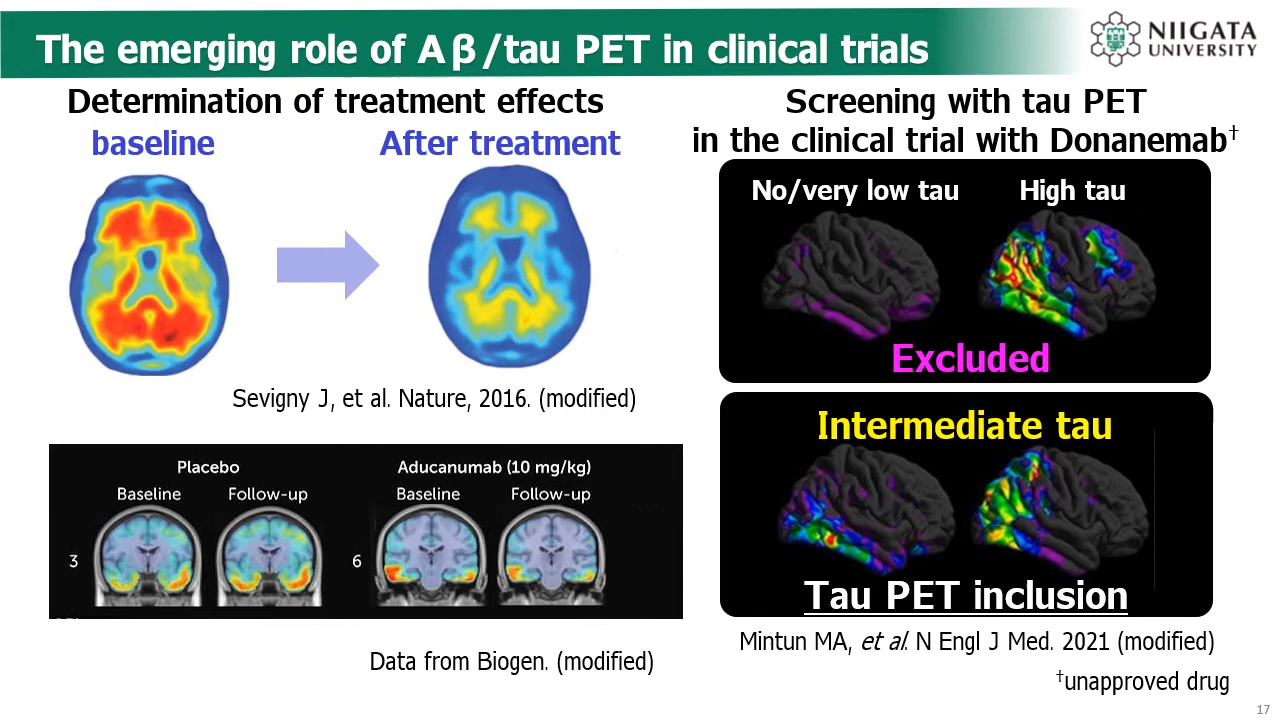 The emerging role of Aβ/tau PET in clinical trials
NIIGATA
UNIVERSITY
Determination of treatment effects
baseline
After treatment
Sevigny J, et al. Nature, 2016. (modified)
Placebo
Aducanumab (10 mg/kg)
Baseline
Follow-up
Baseline
Follow-up
3
6
Data from Biogen. (modified)
Screening with tau PET
in the clinical trial with Donanemab†
No/very low tau
High tau
Excluded
Intermediate tau
Tau PET inclusion
Mintun MA, et al. N Engl J Med. 2021 (modified)
†unapproved drug
17